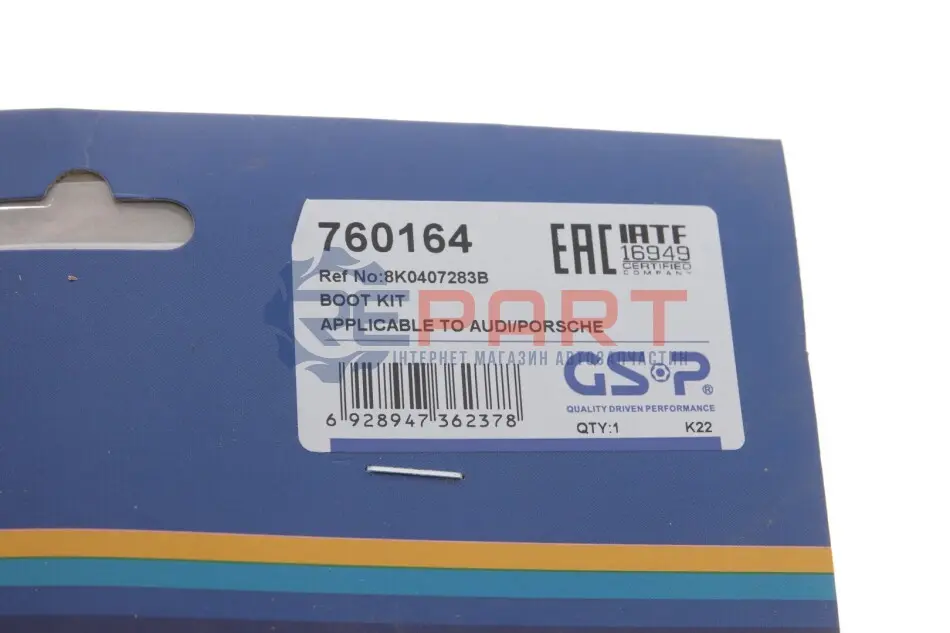 760164
EAC IATF
16949
CERTIFIED
COMPANY
Ref No:8K0407283B
BOOT KIT
APPLICABLE TO AUDI/PORSCHE
REPART
ІНТЕРНЕТ МАГАЗИН АВТОЗАПЧАСТИН
GSP®
QUALITY DRIVEN PERFORMANCE
6 928947 362378
QTY:1 K22